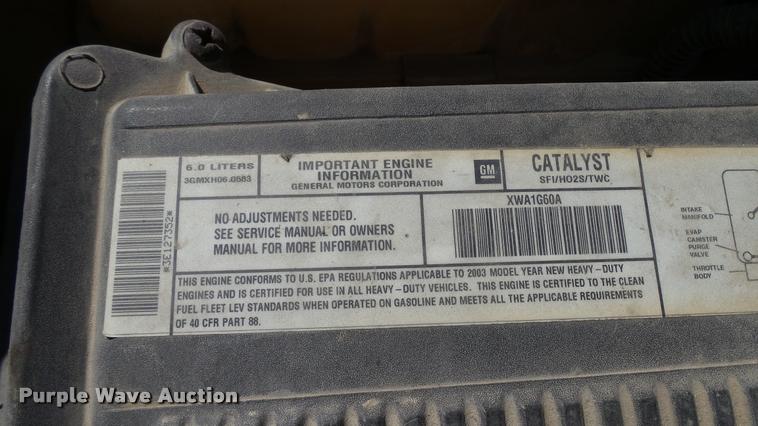 6.0 LITERS
3GMXH06.0583
IMPORTANT ENGINE
INFORMATION
GENERAL MOTORS CORPORATION
GM
CATALYST
SFI/HO2S/TWC
*3E127352*
NO ADJUSTMENTS NEEDED.
SEE SERVICE MANUAL OR OWNERS
MANUAL FOR MORE INFORMATION.
XWA1G60A
THIS ENGINE CONFORMS TO U.S. EPA REGULATIONS APPLICABLE TO 2003 MODEL YEAR NEW HEAVY-DUTY
ENGINES AND IS CERTIFIED FOR USE IN ALL HEAVY-DUTY VEHICLES. THIS ENGINE IS CERTIFIED TO THE CLEAN
FUEL FLEET LEV STANDARDS WHEN OPERATED ON GASOLINE AND MEETS ALL THE APPLICABLE REQUIREMENTS
OF 40 CFR PART 88.
INTAKE
MANIFOLD
EVAP
CANISTER
PURGE
VALVE
THROTTLE
BODY
Purple Wave Auction